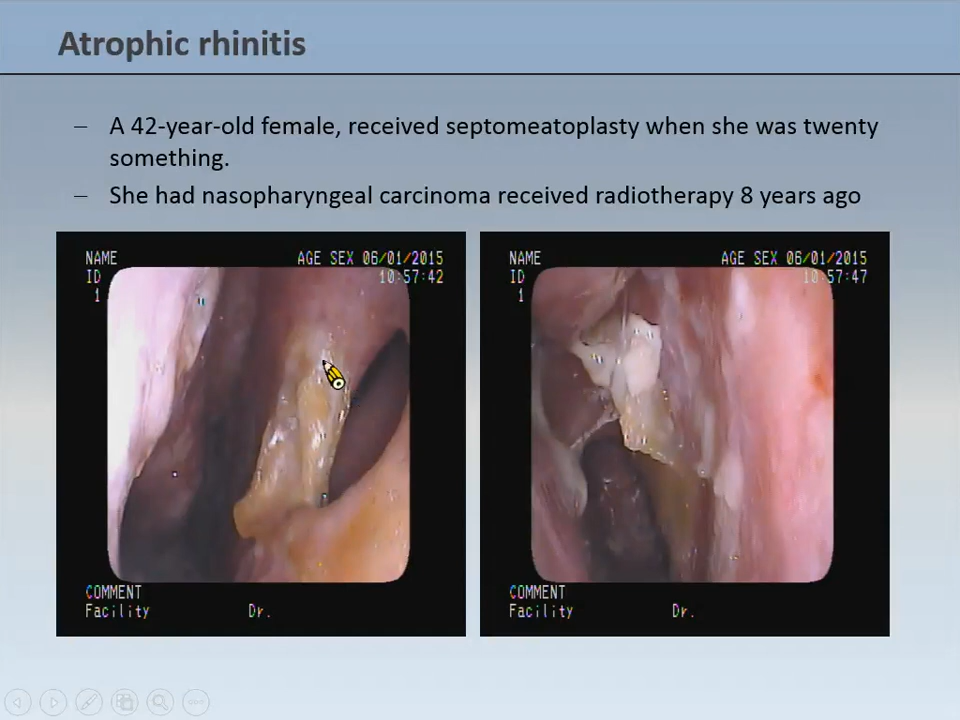 Atrophic rhinitis
– A 42-year-old female, received septomeatoplasty when she was twenty
something.
– She had nasopharyngeal carcinoma received radiotherapy 8 years ago
NAME AGE SEX 06/01/2015
ID 10:57:42
1
COMMENT
Facility Dr.
NAME AGE SEX 06/01/2015
ID 10:57:47
1
COMMENT
Facility Dr.